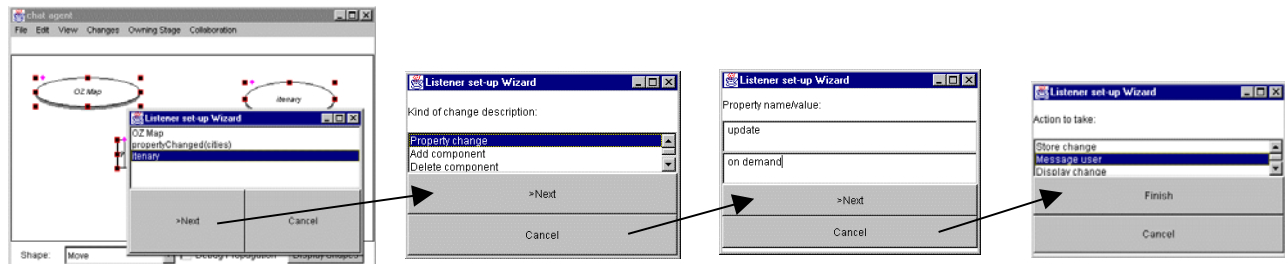 chat agent
File Edit View Changes Owning Stage Collaboration
OZ Map
itenary
Listener set-up Wizard
OZ Map
propertyChanged(cities)
itenary
>Next
Cancel
Shape:
Move
Debug Propagation
Display Shapes
Listener set-up Wizard
Kind of change description:
Property change
Add component
Delete component
>Next
Cancel
Listener set-up Wizard
Property name/value:
update
on demand
>Next
Cancel
Listener set-up Wizard
Action to take:
Store change
Message user
Display change
Finish
Cancel